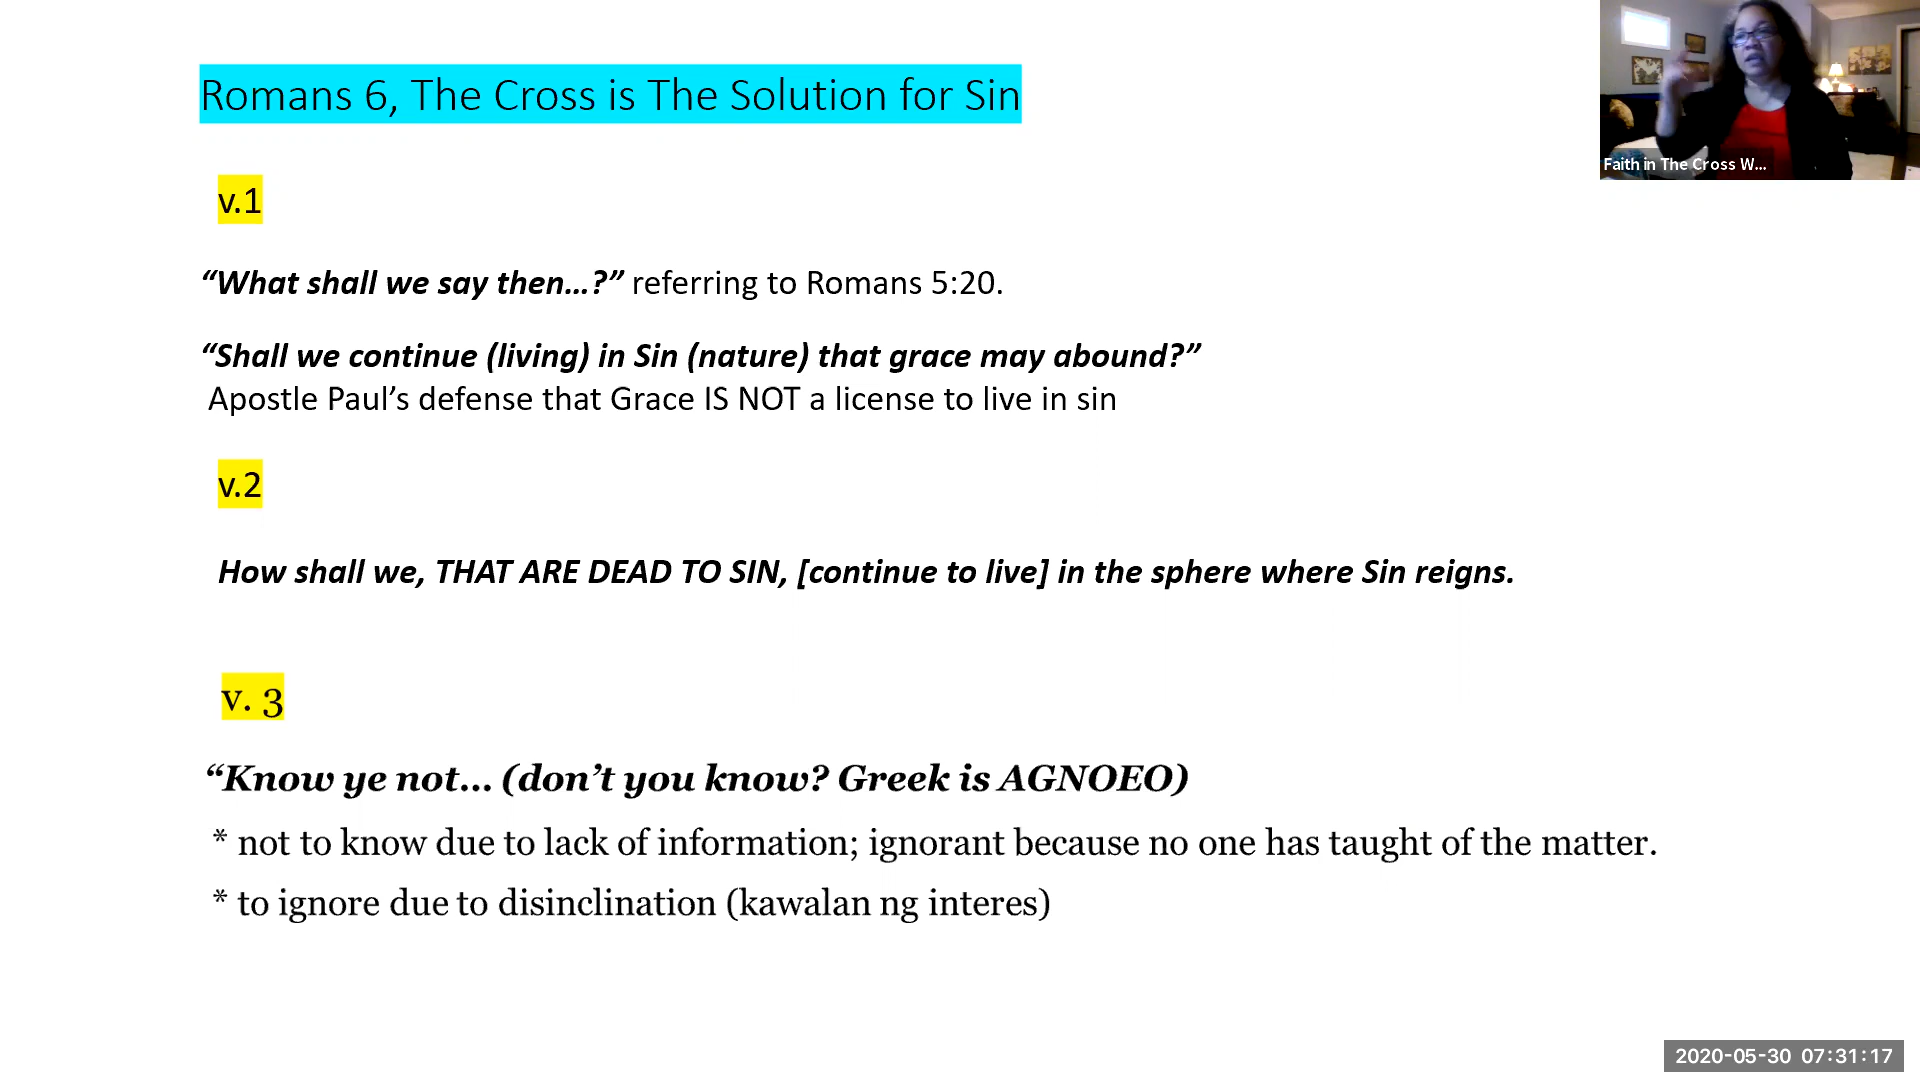 Romans 6, The Cross is The Solution for Sin
Faith in The Cross W...
v.1
“What shall we say then...?” referring to Romans 5:20.
“Shall we continue (living) in Sin (nature) that grace may abound?”
Apostle Paul’s defense that Grace IS NOT a license to live in sin
v.2
How shall we, THAT ARE DEAD TO SIN, [continue to live] in the sphere where Sin reigns.
v. 3
“Know ye not... (don’t you know? Greek is AGNOEO)
* not to know due to lack of information; ignorant because no one has taught of the matter.
* to ignore due to disinclination (kawalan ng interes)
2020-05-30 07:31:17